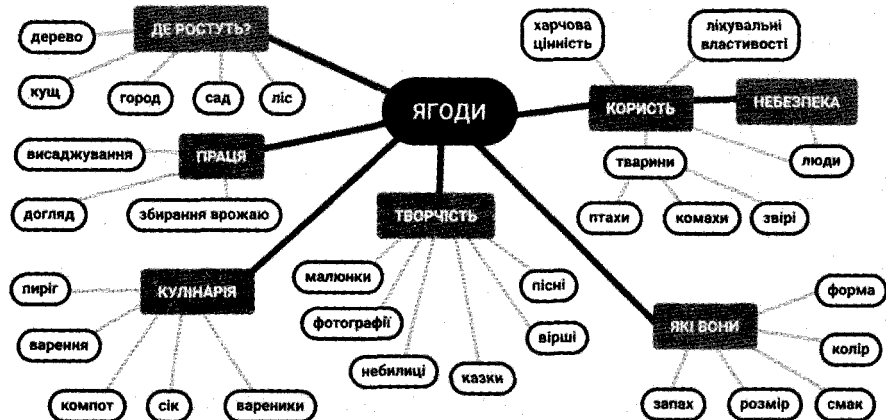 ДЕ РОСТУТЬ?
дерево
кущ
город
сад
ліс
ЯГОДИ
харчова
цінність
лікувальні
властивості
КОРИСТЬ
НЕБЕЗПЕКА
люди
тварини
птахи
комахи
звірі
ПРАЦЯ
висаджування
догляд
збирання врожаю
ТВОРЧІСТЬ
малюнки
фотографії
небилиці
казки
вірші
пісні
КУЛІНАРІЯ
пиріг
варення
компот
сік
вареники
ЯКІ ВОНИ
форма
колір
смак
розмір
запах